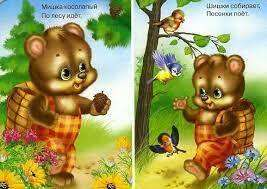 Мишка косолапый
По лесу идёт.
Шишки собирает,
Песенки поёт.